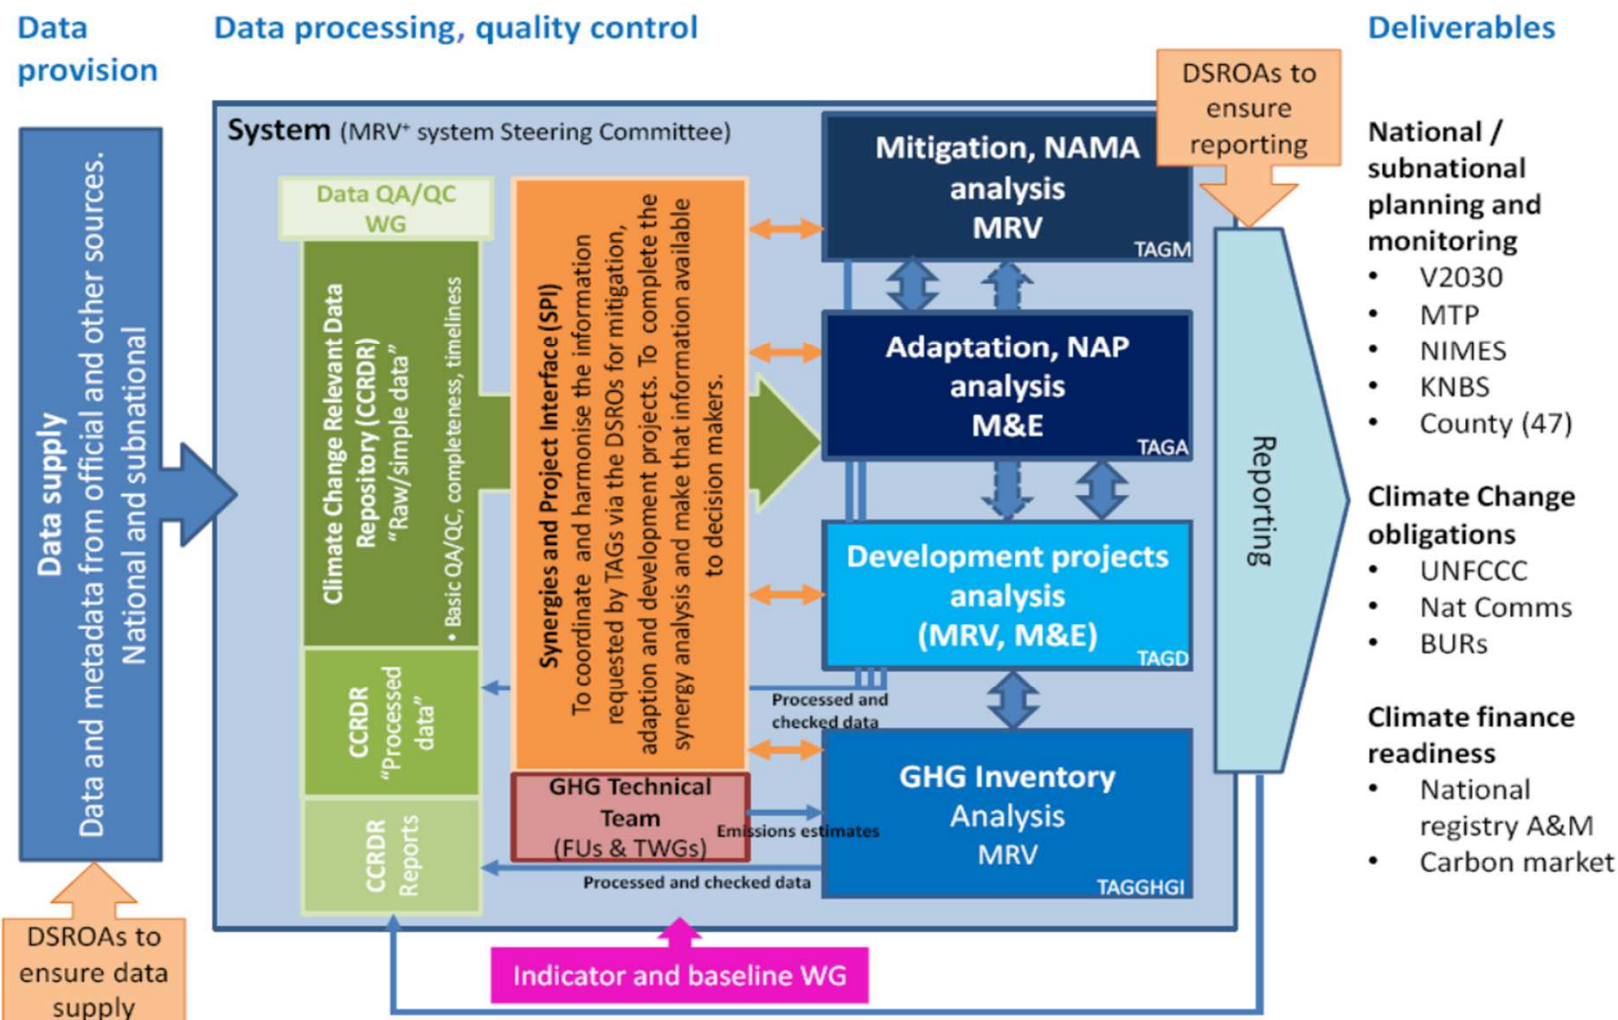 Data
provision
Data processing, quality control
Deliverables
Data supply
Data and metadata from official and other sources.
National and subnational
DSROAs to
ensure data
supply
System (MRV+ system Steering Committee)
Data QA/QC
WG
Climate Change Relevant Data
Repository (CCRDR)
“Raw/simple data”
• Basic QA/QC, completeness, timeliness
CCRDR
“Processed
data”
CCRDR
Reports
Synergies and Project Interface (SPI)
To coordinate and harmonise the information
requested by TAGs via the DSROs for mitigation,
adaption and development projects. To complete the
synergy analysis and make that information available
to decision makers.
GHG Technical
Team
(FUs & TWGs)
Mitigation, NAMA
analysis
MRV
TAGM
Adaptation, NAP
analysis
M&E
TAGA
Development projects
analysis
(MRV, M&E)
TAGD
Processed and
checked data
GHG Inventory
Analysis
MRV
TAGGHGI
Emissions estimates
Processed and checked data
Indicator and baseline WG
DSROAs to
ensure
reporting
Reporting
National /
subnational
planning and
monitoring
• V2030
• MTP
• NIMES
• KNBS
• County (47)
Climate Change
obligations
• UNFCCC
• Nat Comms
• BURs
Climate finance
readiness
• National
registry A&M
• Carbon market